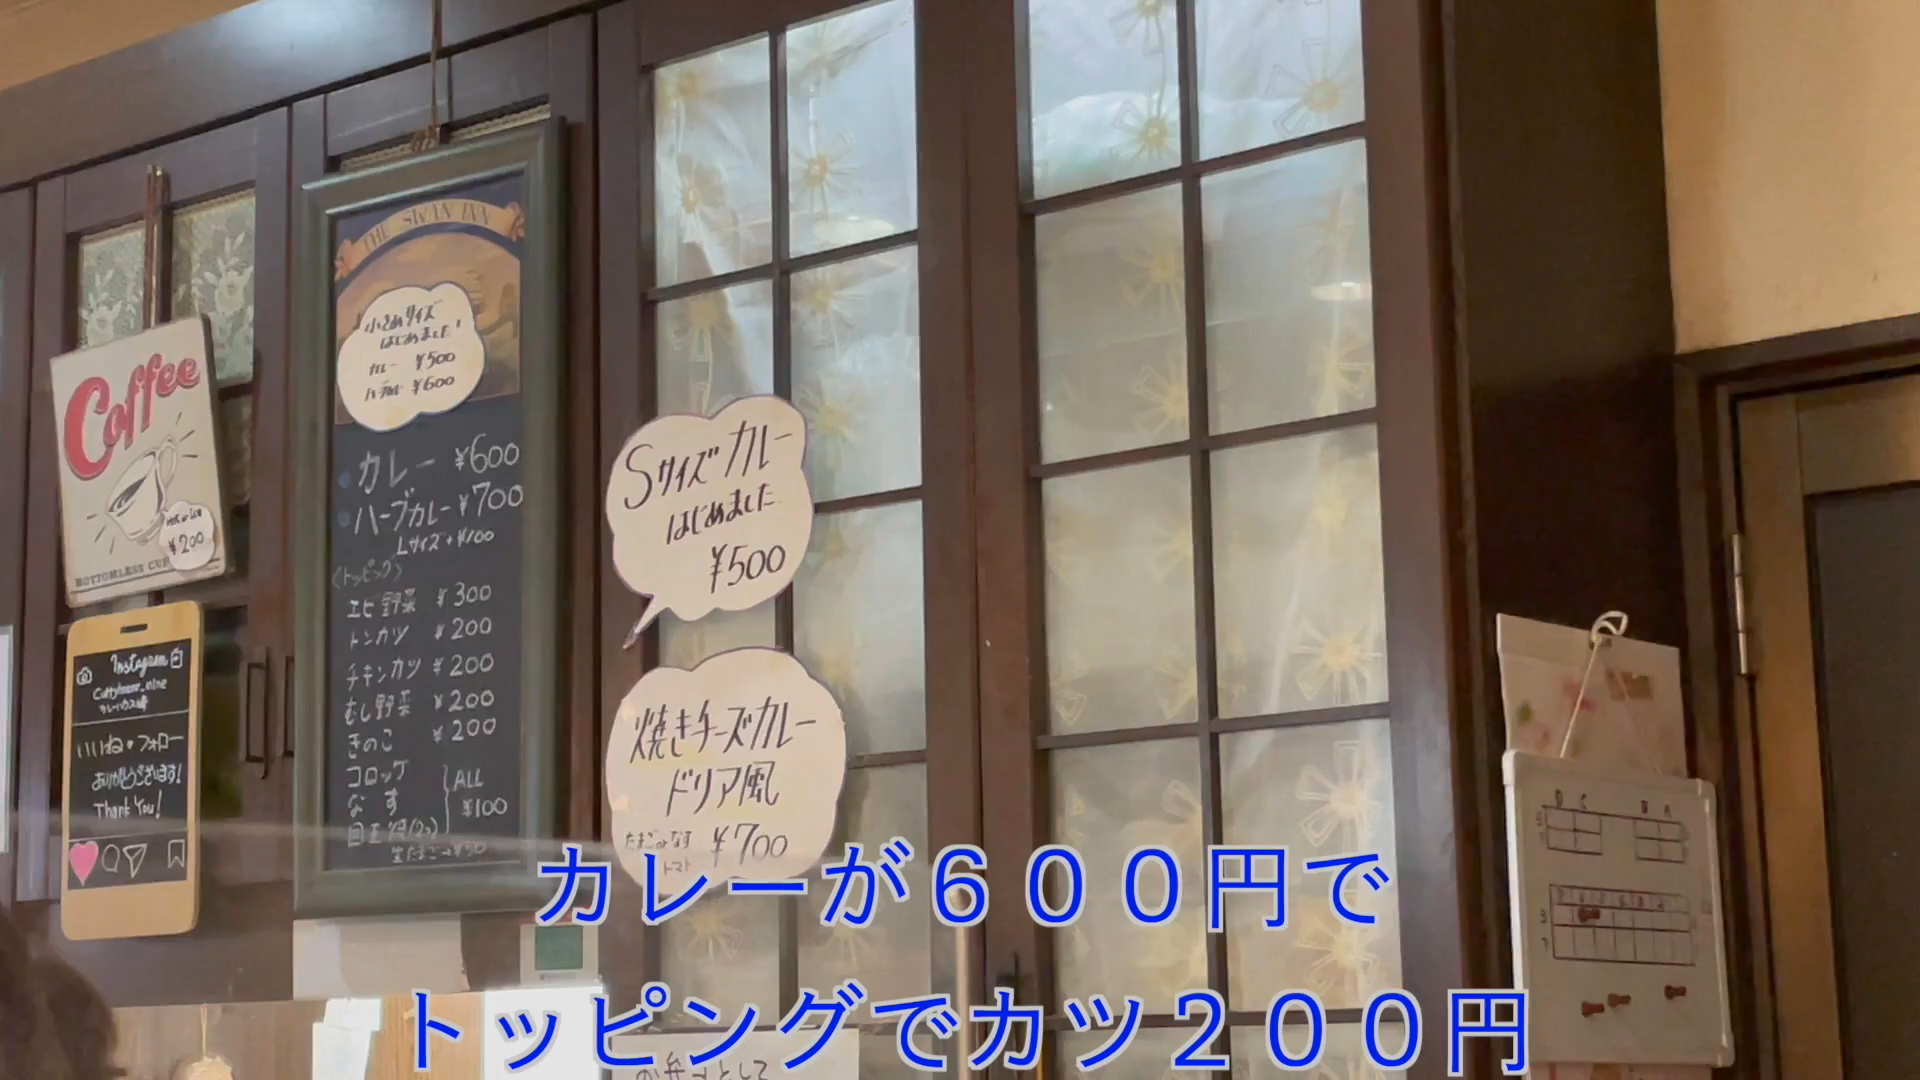 Coffee
¥200
BOTTOMLESS CUP
Instagram
いいね♥フォロー
ありがとうございます!
Thank You!
THE SWAN INN
小さめサイズ
はじめました!
カレー ¥500
¥600
カレー ¥600
ハーブカレー ¥700
Lサイズ+¥100
〈トッピング〉
エビ野菜 ¥300
トンカツ ¥200
チキンカツ ¥200
むし野菜 ¥200
きのこ ¥200
コロッケ
なす
ALL
¥100
Sサイズカレー
はじめました
¥500
焼きチーズカレー
ドリア風
¥700
トマト
カレーが600円で
トッピングでカツ200円